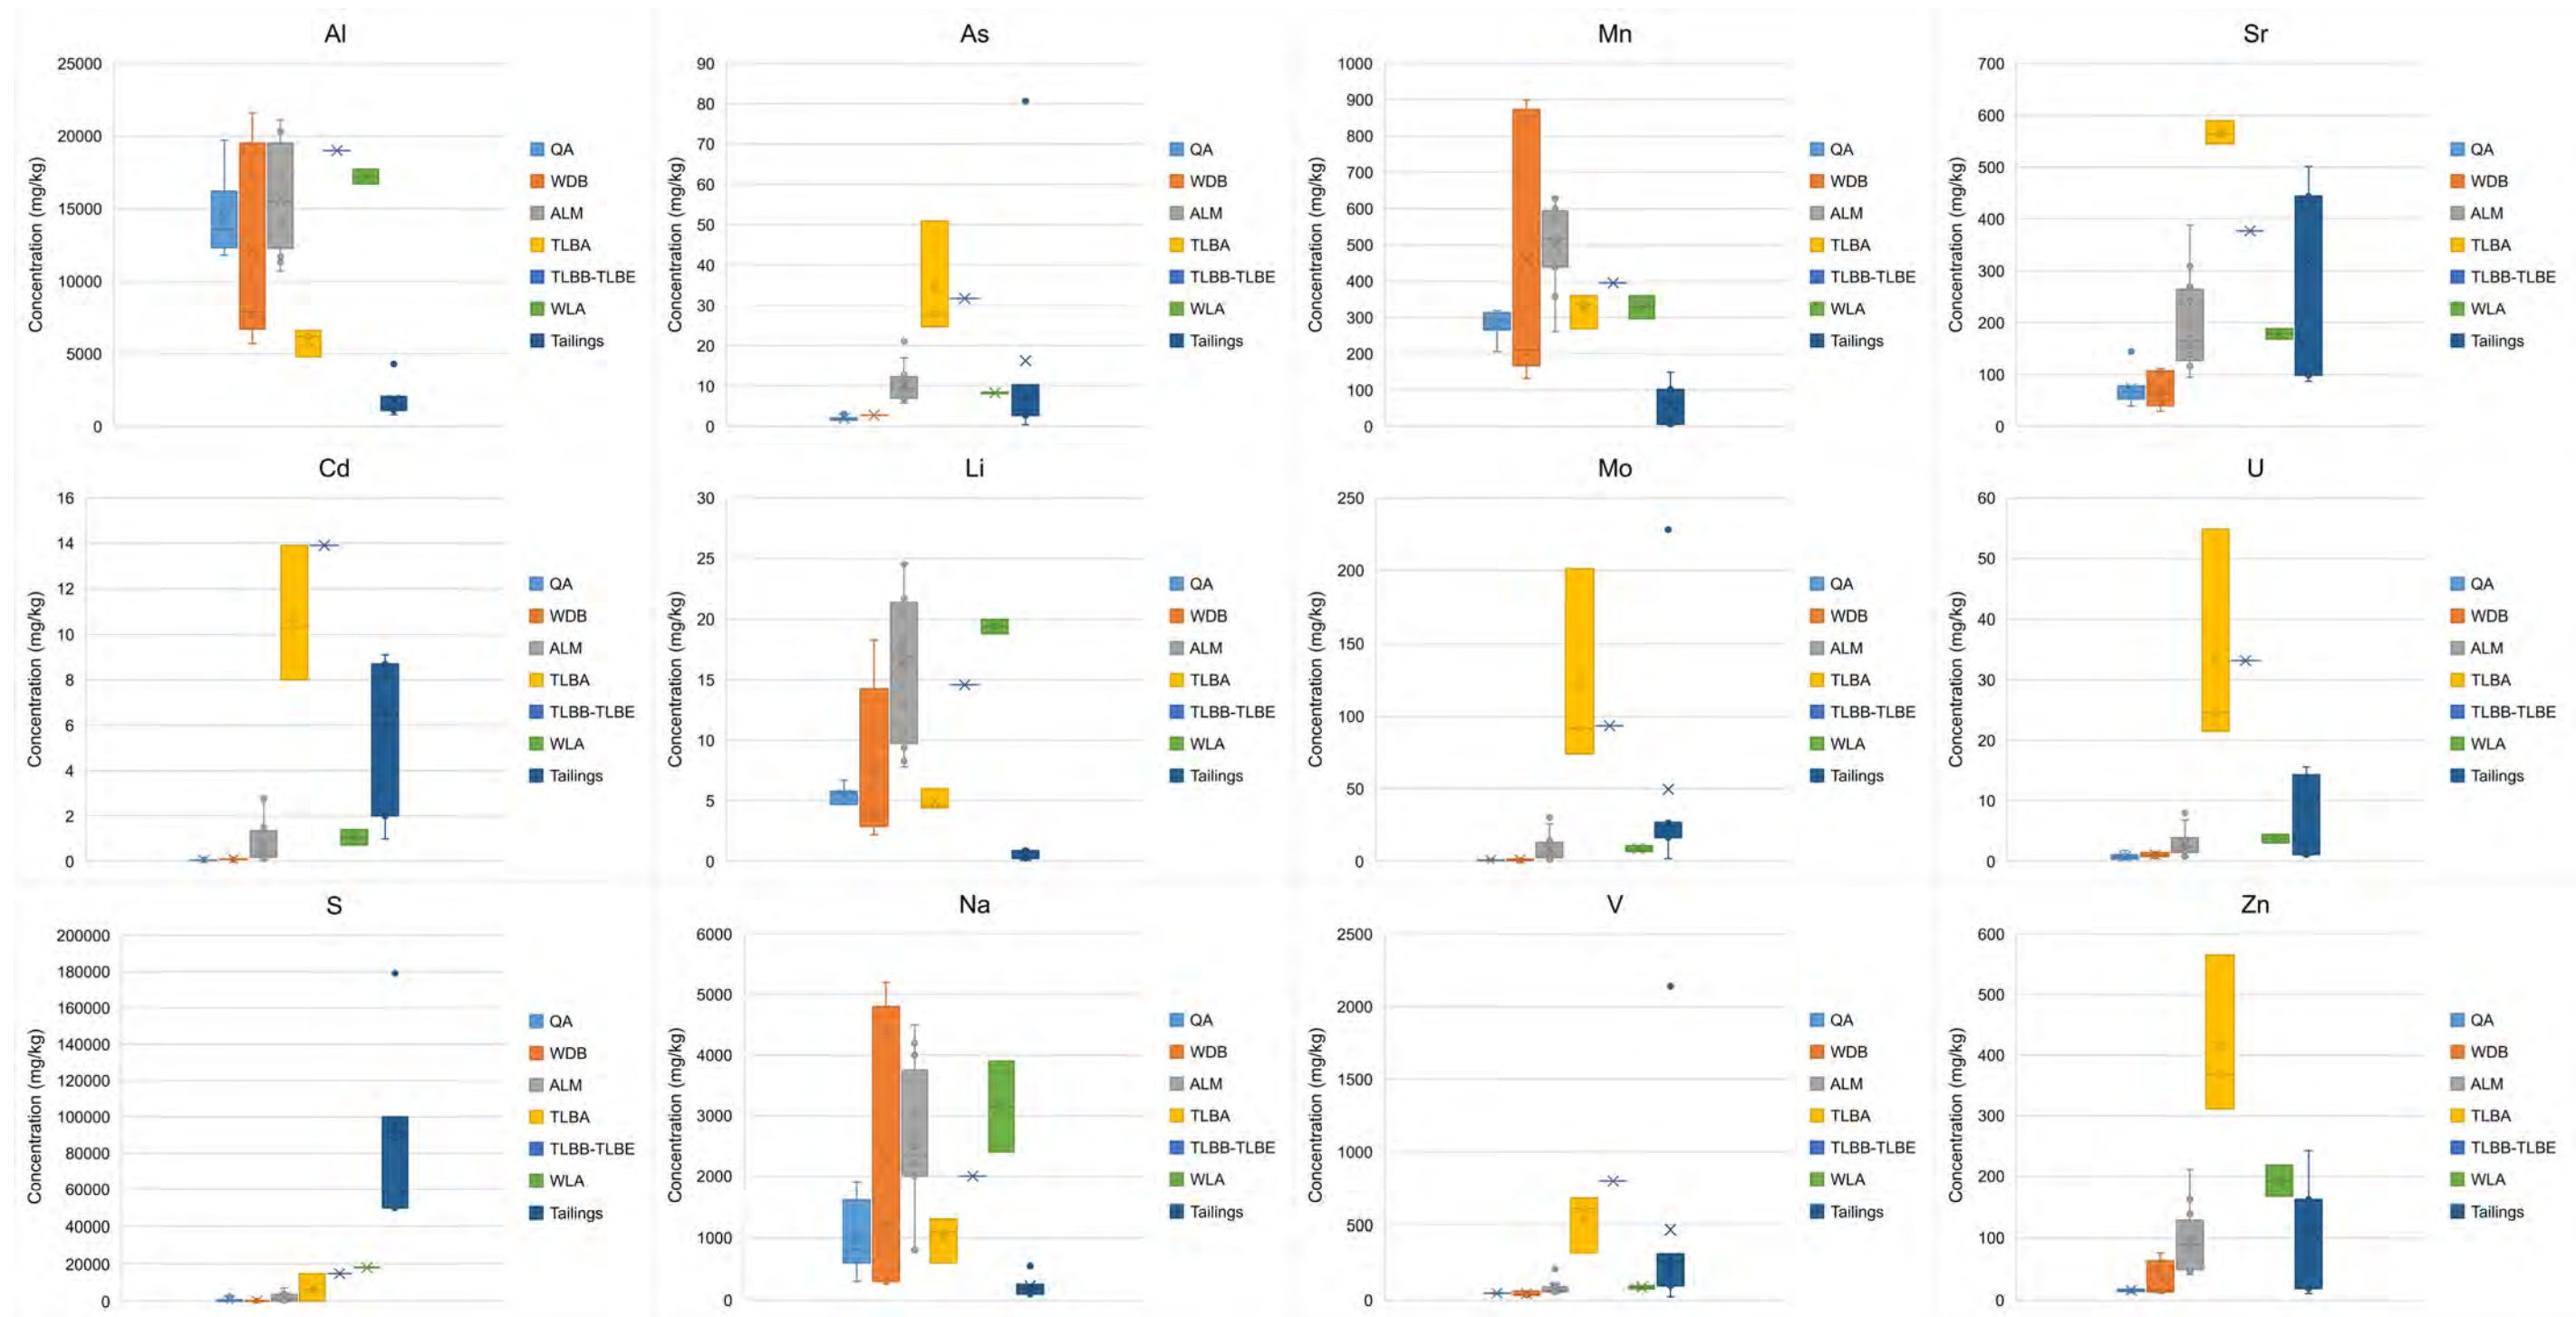 Al
Concentration (mg/kg)
25000
20000
15000
10000
5000
0
QA
WDB
ALM
TLBA
TLBB-TLBE
WLA
Tailings
As
Concentration (mg/kg)
90
80
70
60
50
40
30
20
10
0
QA
WDB
ALM
TLBA
TLBB-TLBE
WLA
Tailings
Mn
Concentration (mg/kg)
1000
900
800
700
600
500
400
300
200
100
0
QA
WDB
ALM
TLBA
TLBB-TLBE
WLA
Tailings
Sr
Concentration (mg/kg)
700
600
500
400
300
200
100
0
QA
WDB
ALM
TLBA
TLBB-TLBE
WLA
Tailings
Cd
Concentration (mg/kg)
16
14
12
10
8
6
4
2
0
QA
WDB
ALM
TLBA
TLBB-TLBE
WLA
Tailings
Li
Concentration (mg/kg)
30
25
20
15
10
5
0
QA
WDB
ALM
TLBA
TLBB-TLBE
WLA
Tailings
Mo
Concentration (mg/kg)
250
200
150
100
50
0
QA
WDB
ALM
TLBA
TLBB-TLBE
WLA
Tailings
U
Concentration (mg/kg)
60
50
40
30
20
10
0
QA
WDB
ALM
TLBA
TLBB-TLBE
WLA
Tailings
S
Concentration (mg/kg)
200000
180000
160000
140000
120000
100000
80000
60000
40000
20000
0
QA
WDB
ALM
TLBA
TLBB-TLBE
WLA
Tailings
Na
Concentration (mg/kg)
6000
5000
4000
3000
2000
1000
0
QA
WDB
ALM
TLBA
TLBB-TLBE
WLA
Tailings
V
Concentration (mg/kg)
2500
2000
1500
1000
500
0
QA
WDB
ALM
TLBA
TLBB-TLBE
WLA
Tailings
Zn
Concentration (mg/kg)
600
500
400
300
200
100
0
QA
WDB
ALM
TLBA
TLBB-TLBE
WLA
Tailings